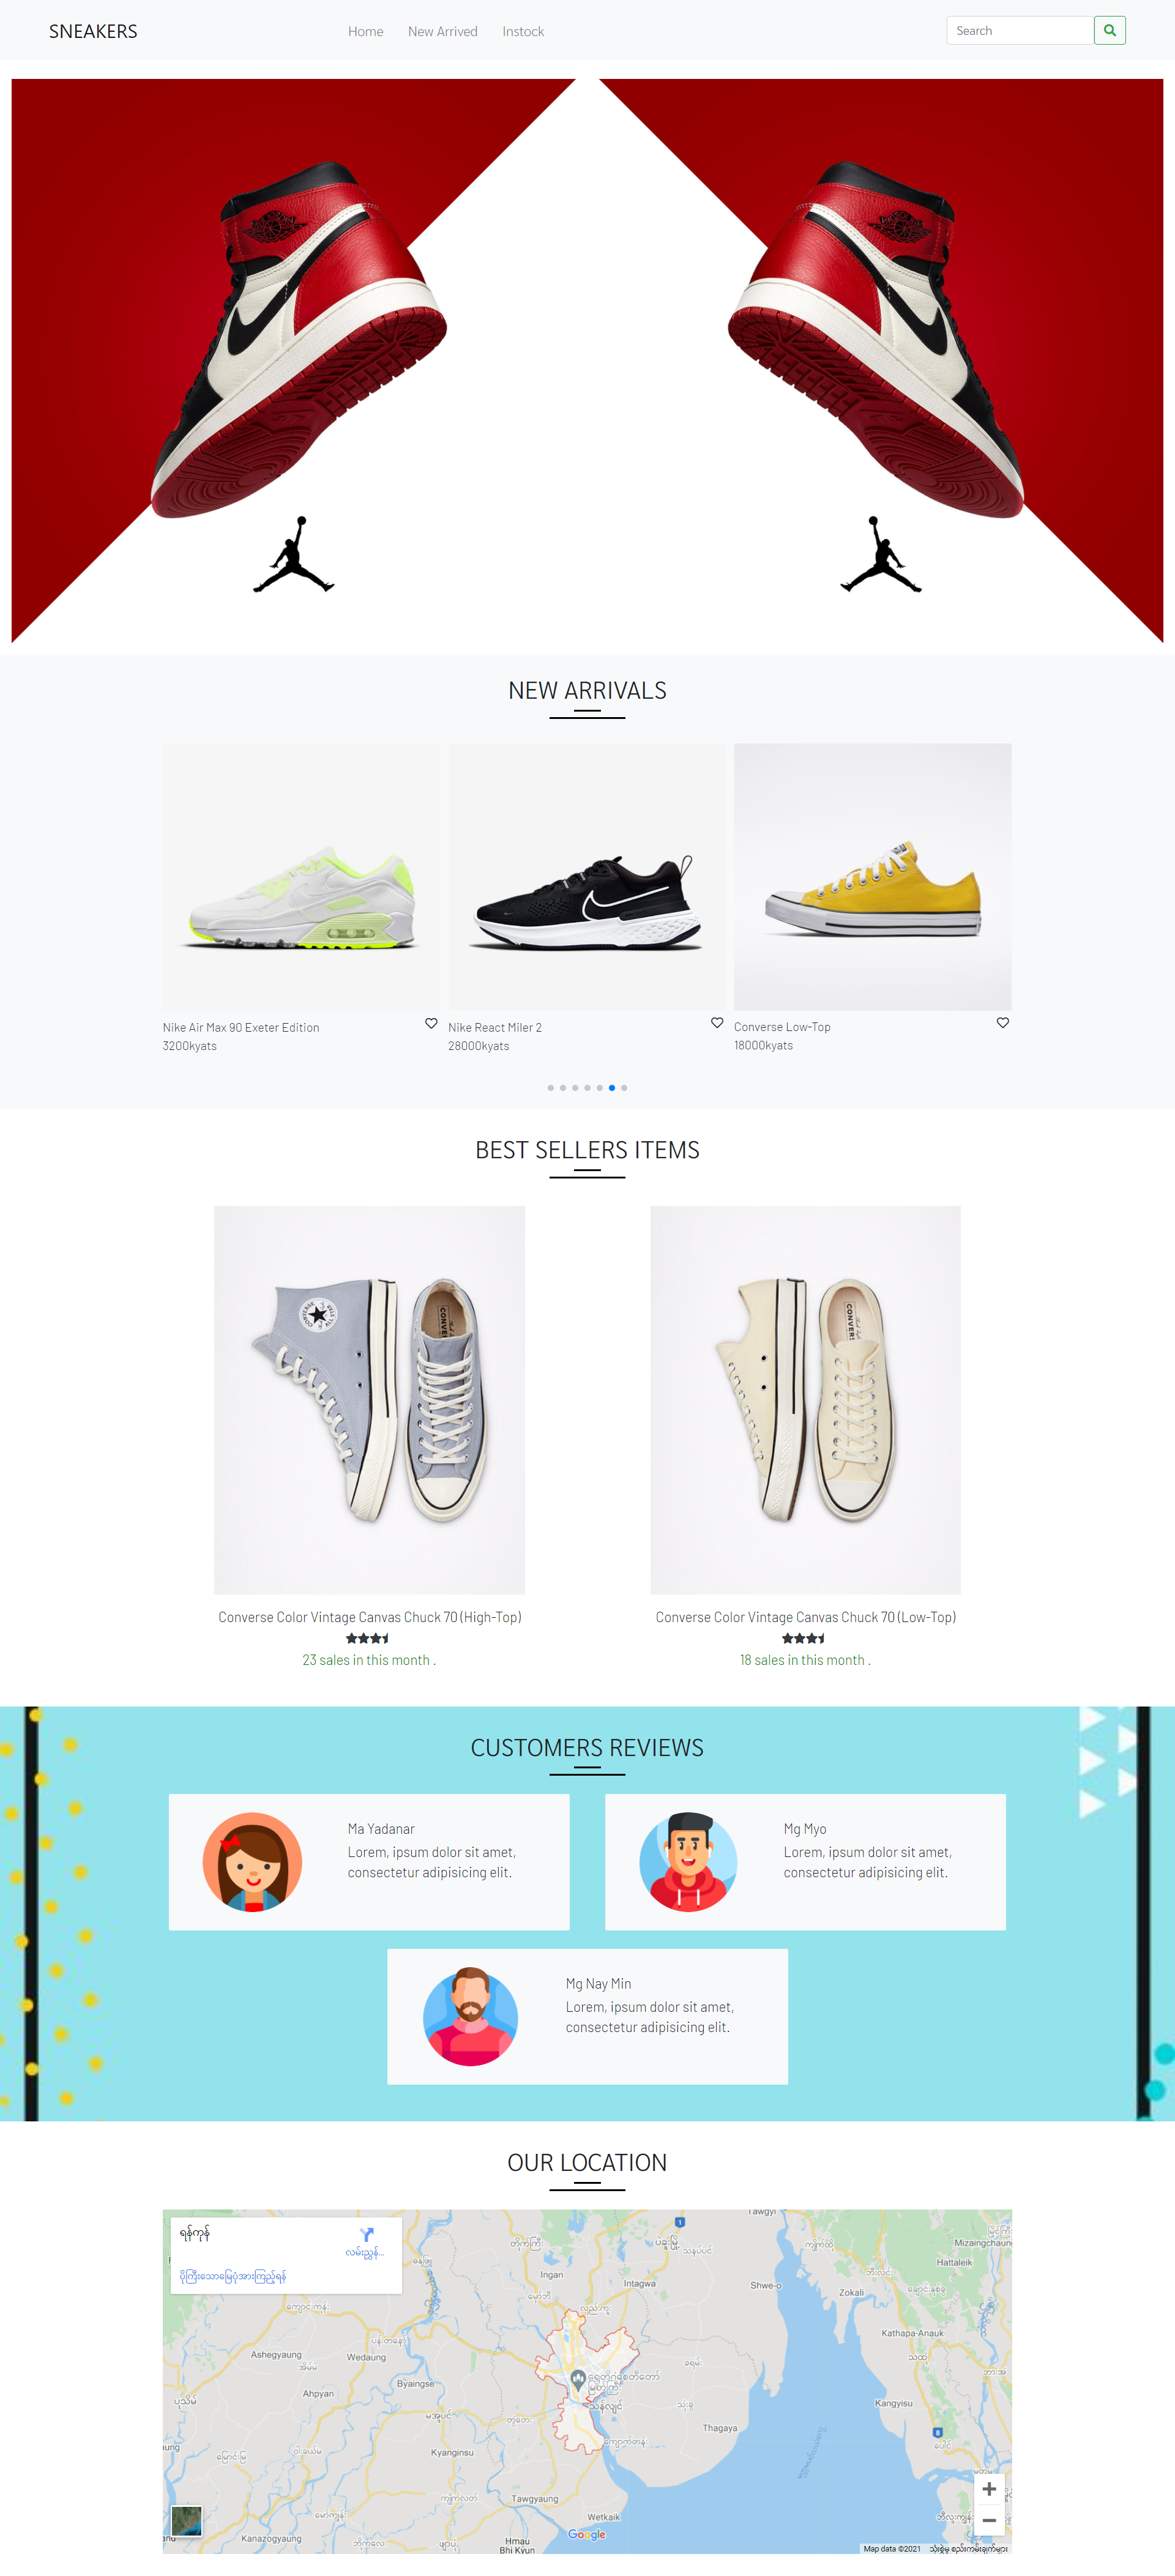 SNEAKERS
Home
New Arrived
Instock
Search
NEW ARRIVALS
Nike Air Max 90 Exeter Edition
3200kyats
Nike React Miler 2
28000kyats
Converse Low-Top
18000kyats
BEST SELLERS ITEMS
Converse Color Vintage Canvas Chuck 70 (High-Top)
23 sales in this month .
Converse Color Vintage Canvas Chuck 70 (Low-Top)
18 sales in this month .
CUSTOMERS REVIEWS
Ma Yadanar
Lorem, ipsum dolor sit amet,
consectetur adipisicing elit.
Mg Myo
Lorem, ipsum dolor sit amet,
consectetur adipisicing elit.
Mg Nay Min
Lorem, ipsum dolor sit amet,
consectetur adipisicing elit.
OUR LOCATION
ရန်ကုန်
လမ်းညွှန်...
ပိုကြီးသောမြေပုံအားကြည့်ရန်
Tawgyi
1
Mizaingchaung
Hattaleik
Ingan
Intagwa
Shwe-o
Zokali
Kathapa-Anauk
Ashegyaung
Wedaung
Byaingse
Ahpyan
Kangyisu
8
Thagaya
Kyanginsu
Tawgyaung
Wetkaik
Kanazogyaung
Hmau
Bhi Kyun
Google
Map data ©2021